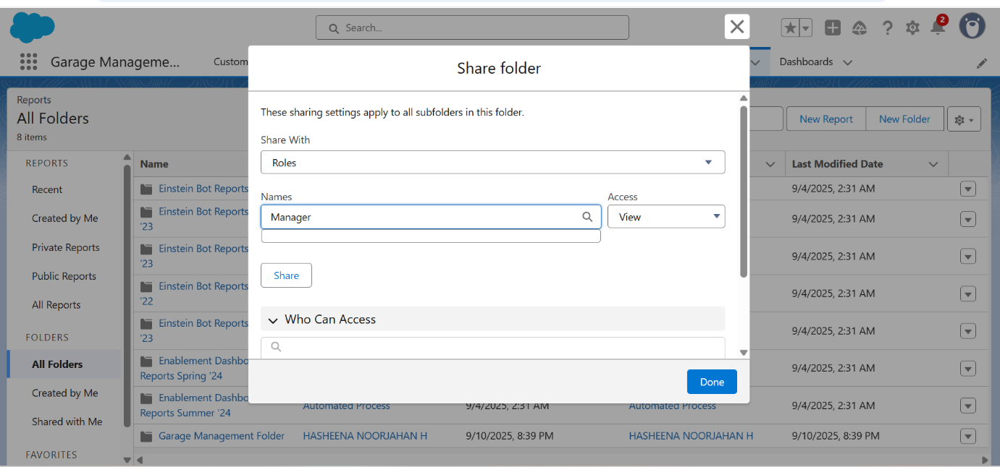 Search...
2
Garage Manageme...
Custom
Dashboards
Share folder
Reports
All Folders
8 items
New Report
New Folder
These sharing settings apply to all subfolders in this folder.
Share With
Roles
Names
Access
Manager
View
Share
Who Can Access
Done
REPORTS
Recent
Created by Me
Private Reports
Public Reports
All Reports
FOLDERS
All Folders
Created by Me
Shared with Me
FAVORITES
Name
Last Modified Date
Einstein Bot Reports
9/4/2025, 2:31 AM
Einstein Bot Reports
'23
9/4/2025, 2:31 AM
Einstein Bot Reports
'23
9/4/2025, 2:31 AM
Einstein Bot Reports
'22
9/4/2025, 2:31 AM
Einstein Bot Reports
'23
9/4/2025, 2:31 AM
Enablement Dashbo
Reports Spring '24
9/4/2025, 2:31 AM
Enablement Dashbo
Reports Summer '24
Automated Process
9/4/2025, 2:31 AM
Automated Process
9/4/2025, 2:31 AM
Garage Management Folder
HASHEENA NOORJAHAN H
9/10/2025, 8:39 PM
HASHEENA NOORJAHAN H
9/10/2025, 8:39 PM